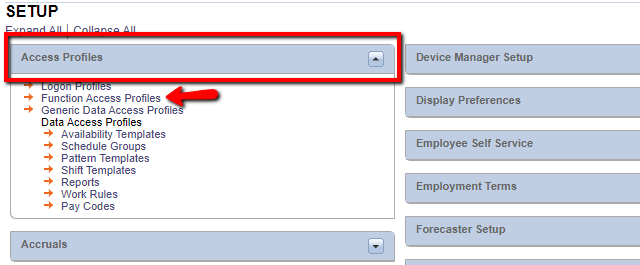 SETUP
Expand All | Collapse All
Access Profiles
Logon Profiles
Function Access Profiles
Generic Data Access Profiles
Data Access Profiles
Availability Templates
Schedule Groups
Pattern Templates
Shift Templates
Reports
Work Rules
Pay Codes
Accruals
Device Manager Setup
Display Preferences
Employee Self Service
Employment Terms
Forecaster Setup